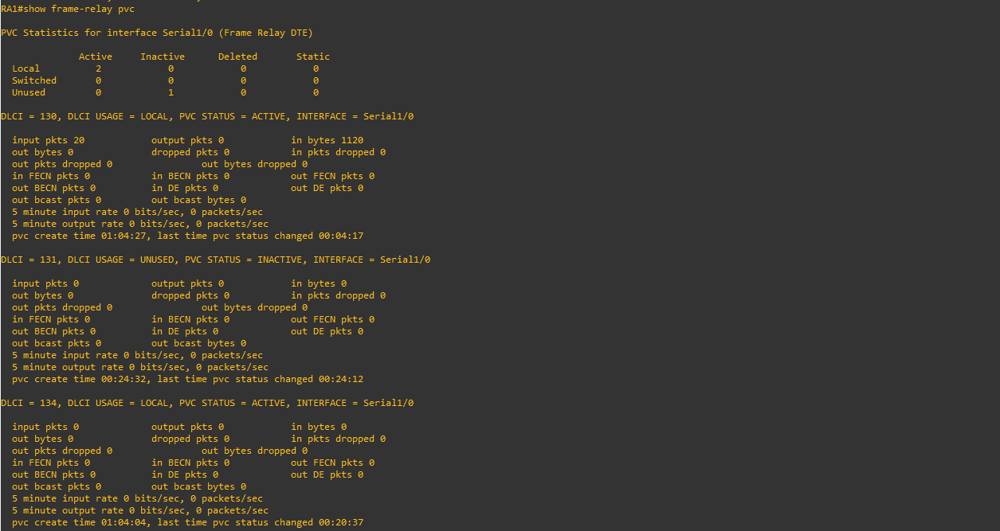 RA1#show frame-relay pvc
PVC Statistics for interface Serial1/0 (Frame Relay DTE)
Active Inactive Deleted Static
Local 2 0 0 0
Switched 0 0 0 0
Unused 0 1 0 0
DLCI = 130, DLCI USAGE = LOCAL, PVC STATUS = ACTIVE, INTERFACE = Serial1/0
input pkts 20 output pkts 0 in bytes 1120
out bytes 0 dropped pkts 0 in pkts dropped 0
out pkts dropped 0 out bytes dropped 0
in FECN pkts 0 in BECN pkts 0 out FECN pkts 0
out BECN pkts 0 in DE pkts 0 out DE pkts 0
out bcast pkts 0 out bcast bytes 0
5 minute input rate 0 bits/sec, 0 packets/sec
5 minute output rate 0 bits/sec, 0 packets/sec
pvc create time 01:04:27, last time pvc status changed 00:04:17
DLCI = 131, DLCI USAGE = UNUSED, PVC STATUS = INACTIVE, INTERFACE = Serial1/0
input pkts 0 output pkts 0 in bytes 0
out bytes 0 dropped pkts 0 in pkts dropped 0
out pkts dropped 0 out bytes dropped 0
in FECN pkts 0 in BECN pkts 0 out FECN pkts 0
out BECN pkts 0 in DE pkts 0 out DE pkts 0
out bcast pkts 0 out bcast bytes 0
5 minute input rate 0 bits/sec, 0 packets/sec
5 minute output rate 0 bits/sec, 0 packets/sec
pvc create time 00:24:32, last time pvc status changed 00:24:12
DLCI = 134, DLCI USAGE = LOCAL, PVC STATUS = ACTIVE, INTERFACE = Serial1/0
input pkts 0 output pkts 0 in bytes 0
out bytes 0 dropped pkts 0 in pkts dropped 0
out pkts dropped 0 out bytes dropped 0
in FECN pkts 0 in BECN pkts 0 out FECN pkts 0
out BECN pkts 0 in DE pkts 0 out DE pkts 0
out bcast pkts 0 out bcast bytes 0
5 minute input rate 0 bits/sec, 0 packets/sec
5 minute output rate 0 bits/sec, 0 packets/sec
pvc create time 01:04:04, last time pvc status changed 00:20:37